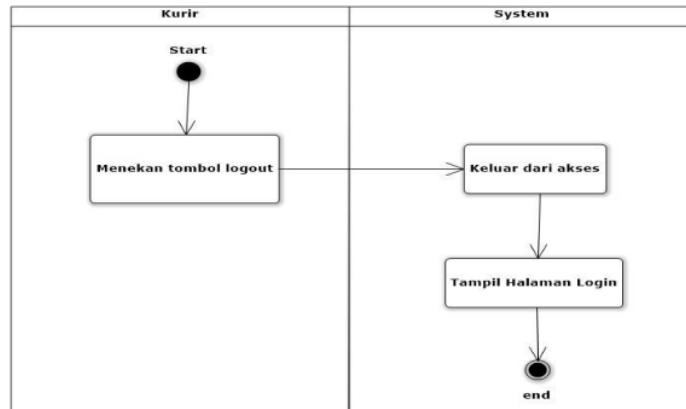 Kurir
System
Start
Menekan tombol logout
Keluar dari akses
Tampil Halaman Login
end